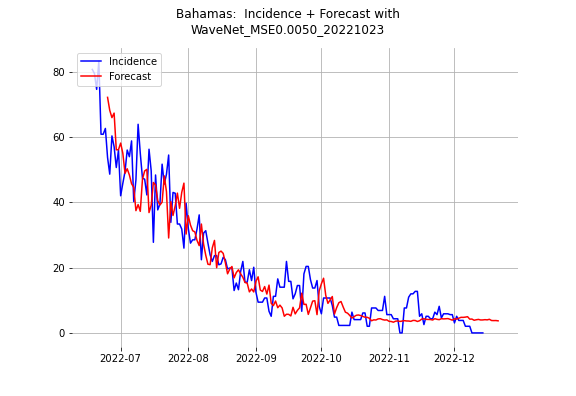 Bahamas:  Incidence + Forecast with
WaveNet_MSE0.0050_20221023
Incidence
Forecast
80
60
40
20
0
2022-07
2022-08
2022-09
2022-10
2022-11
2022-12